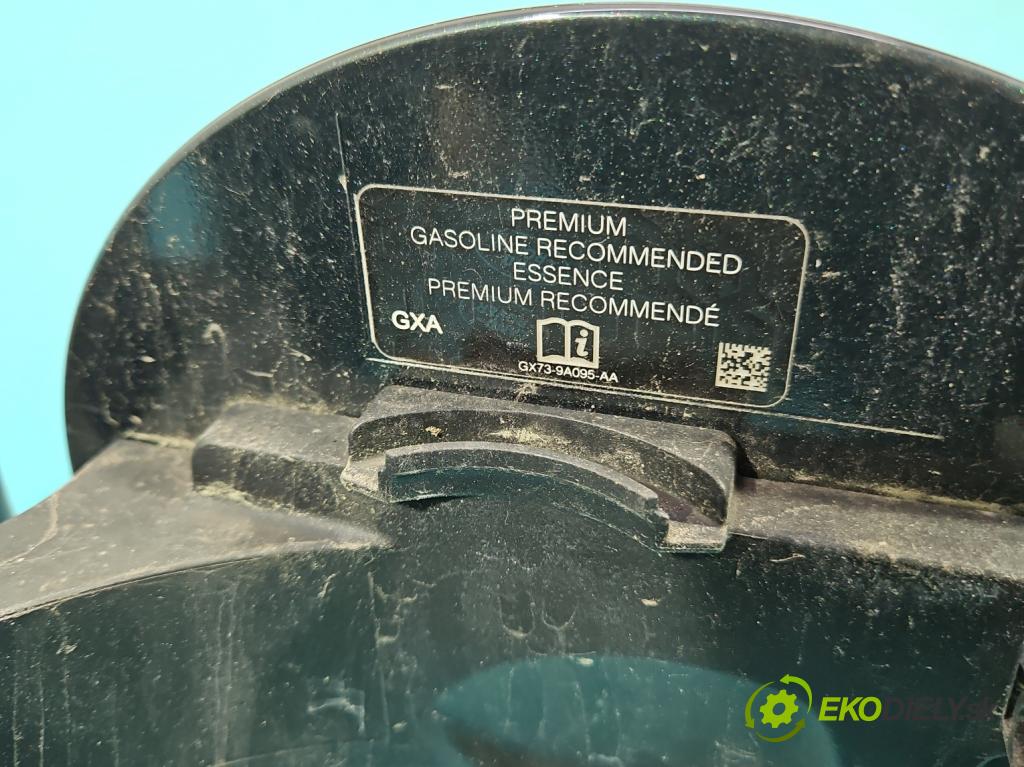 PREMIUM
GASOLINE RECOMMENDED
ESSENCE
PREMIUM RECOMMENDÉ
GXA
i
GX73-9A095-AA
EKODIELY.sk